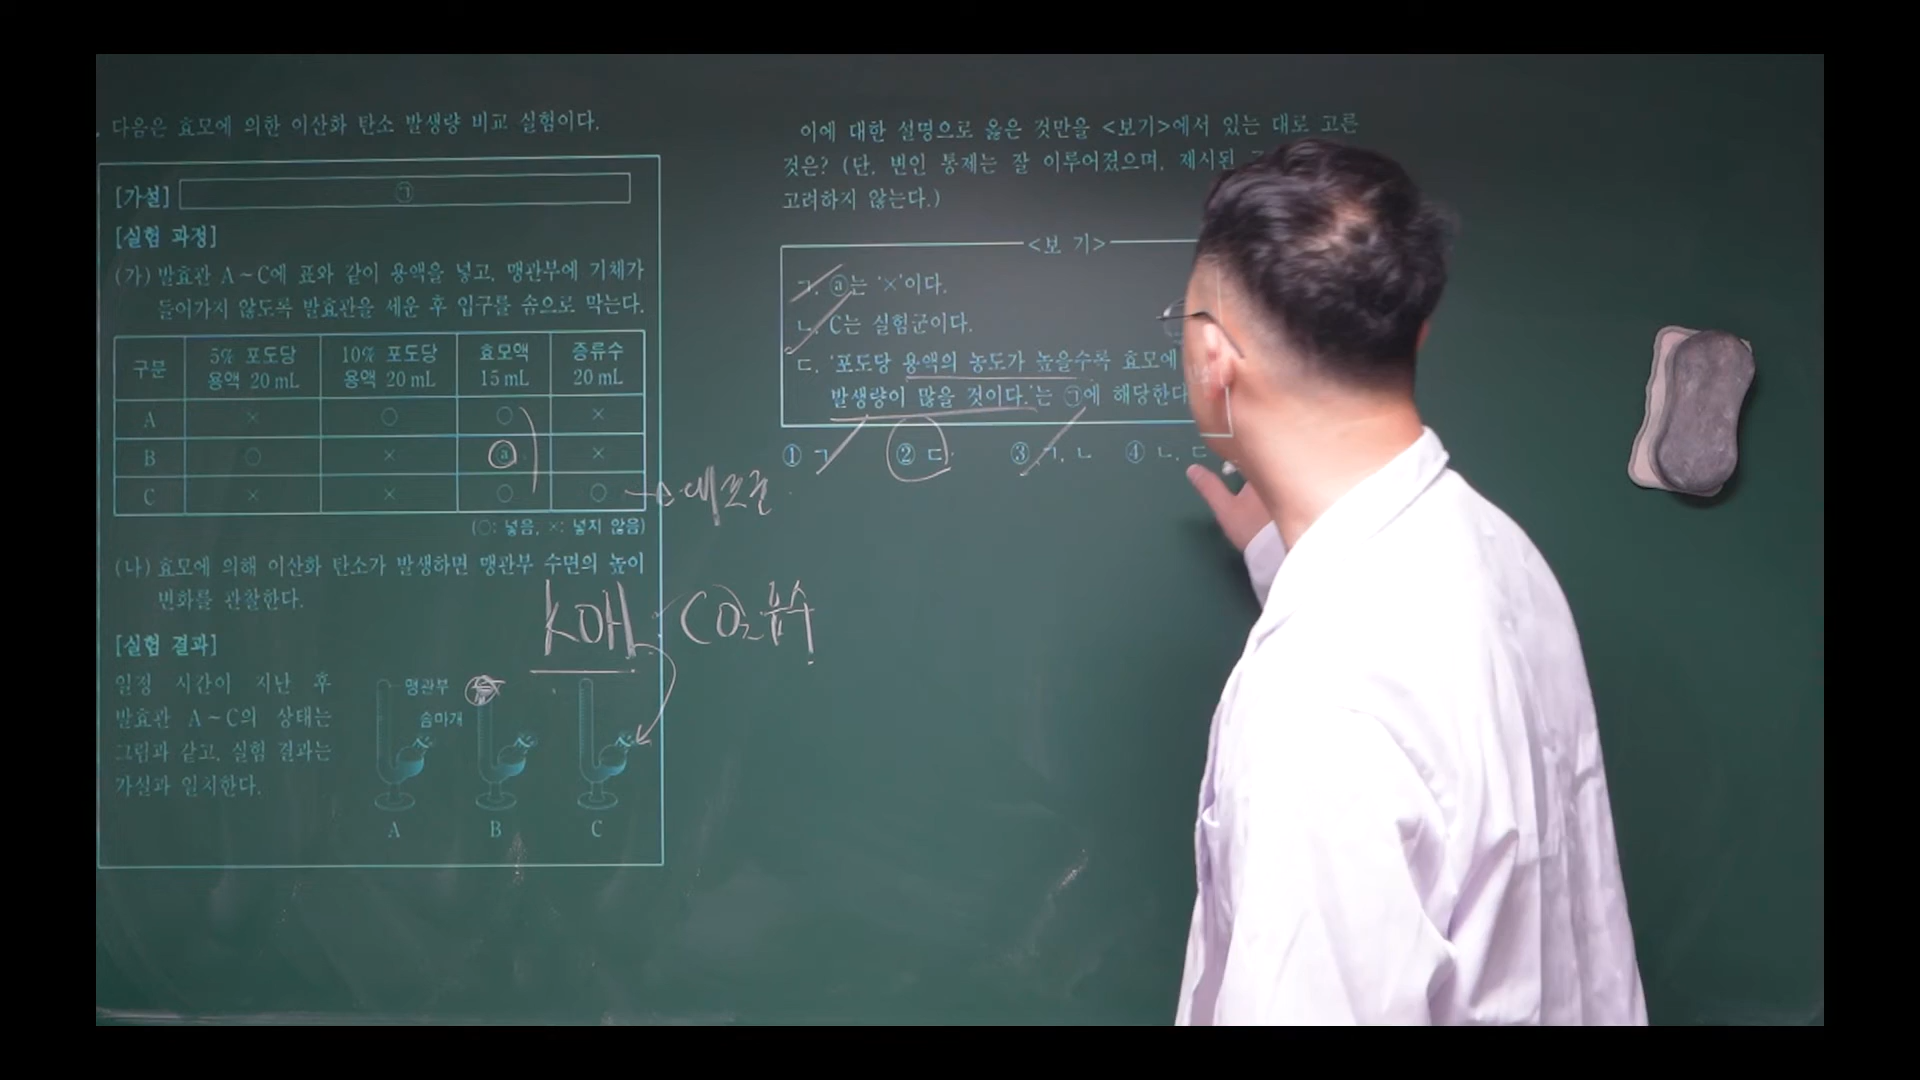 다음은 효모에 의한 이산화 탄소 발생량 비교 실험이다.
[가설] ㉠
[실험 과정]
(가) 발효관 A~C에 표와 같이 용액을 넣고, 맹관부에 기체가
들어가지 않도록 발효관을 세운 후 입구를 솜으로 막는다.
구분 5% 포도당 용액 20 mL 10% 포도당 용액 20 mL 효모액 15 mL 증류수 20 mL
A × ○ ○ ×
B ○ × ⓐ ×
C × × ○ ○ → 대조군
(○: 넣음, ×: 넣지 않음)
(나) 효모에 의해 이산화 탄소가 발생하면 맹관부 수면의 높이
변화를 관찰한다.
KOH : CO₂ 흡수
[실험 결과]
일정 시간이 지난 후
발효관 A~C의 상태는
그림과 같고, 실험 결과는
가설과 일치한다.
맹관부
솜마개
A B C
이에 대한 설명으로 옳은 것만을 <보기>에서 있는 대로 고른
것은? (단, 변인 통제는 잘 이루어졌으며, 제시된
고려하지 않는다.)
<보 기>
ㄱ. ⓐ는 '×'이다.
ㄴ. C는 실험군이다.
ㄷ. '포도당 용액의 농도가 높을수록 효모에
발생량이 많을 것이다.'는 ㉠에 해당한다
① ㄱ ② ㄷ ③ ㄱ, ㄴ ④ ㄴ, ㄷ